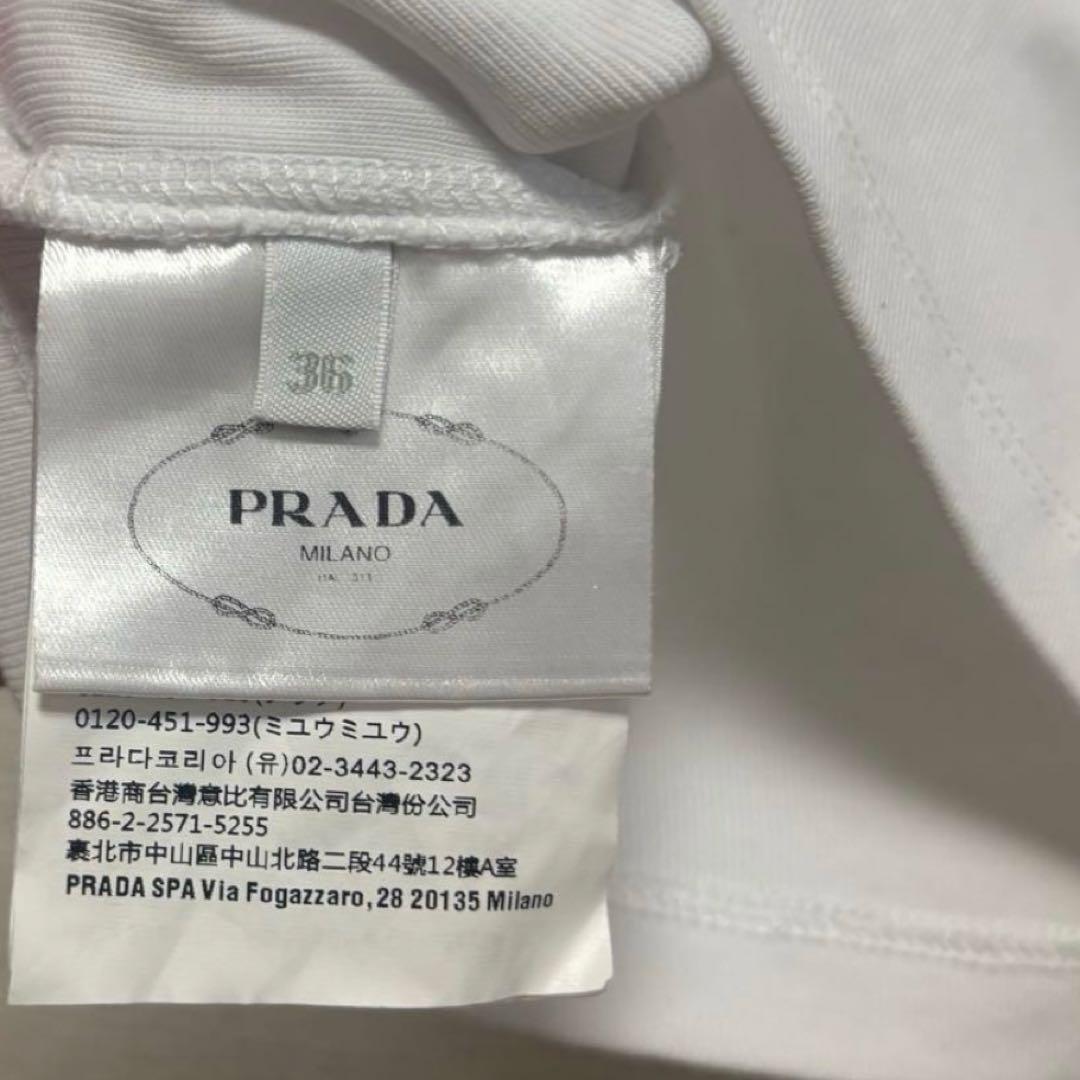 36
PRADA
MILANO
0120-451-993(ミュウミュウ)
프라다코리아 (유)02-3443-2323
香港商台灣意比有限公司台灣份公司
886-2-2571-5255
裏北市中山區中山北路二段44號12樓A室
PRADA SPA Via Fogazzaro, 28 20135 Milano